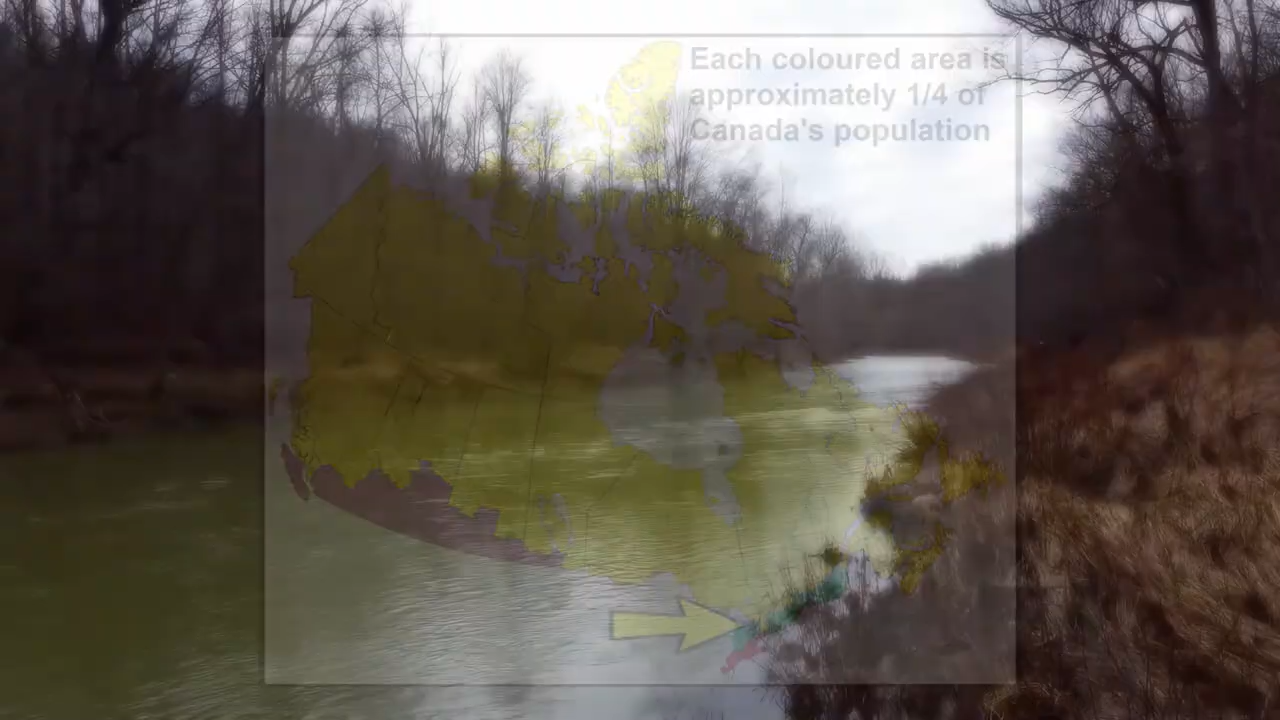 Each coloured area is
approximately 1/4 of
Canada's population